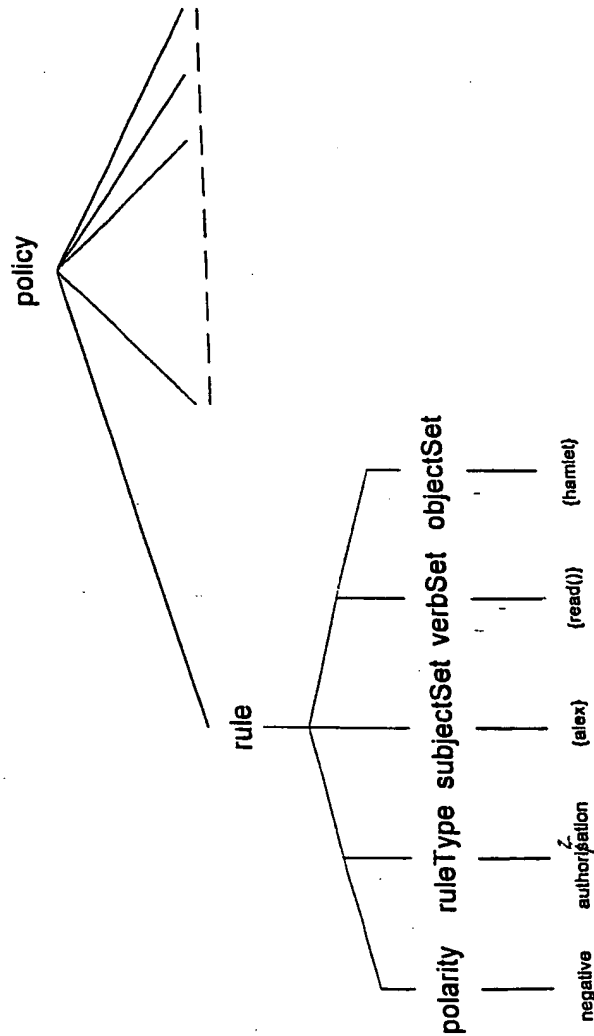 policy
rule
polarity ruleType subjectSet verbSet objectSet
negative authorisation {alex} {read()} {hamlet}
z